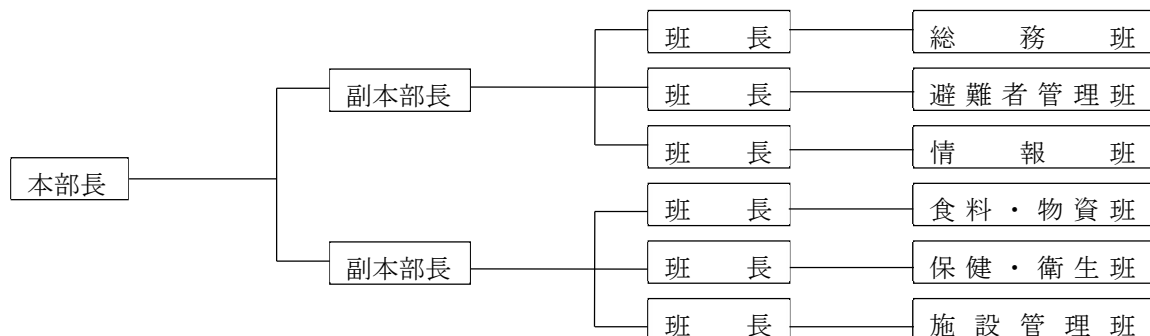 班長 総務班
副本部長 班長 避難者管理班
班長 情報班
本部長
班長 食料・物資班
副本部長 班長 保健・衛生班
班長 施設管理班